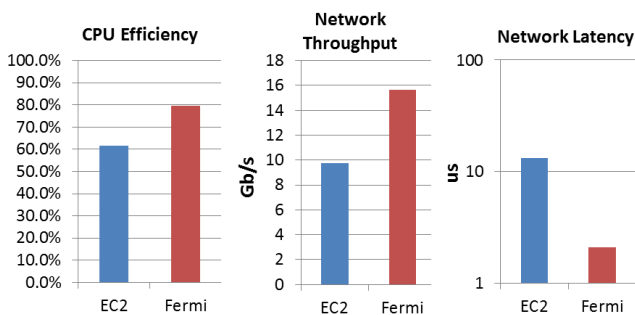 CPU Efficiency
100.0%
90.0%
80.0%
70.0%
60.0%
50.0%
40.0%
30.0%
20.0%
10.0%
0.0%
EC2 Fermi
Network
Throughput
Gb/s
18
16
14
12
10
8
6
4
2
0
EC2 Fermi
Network Latency
us
100
10
1
EC2 Fermi